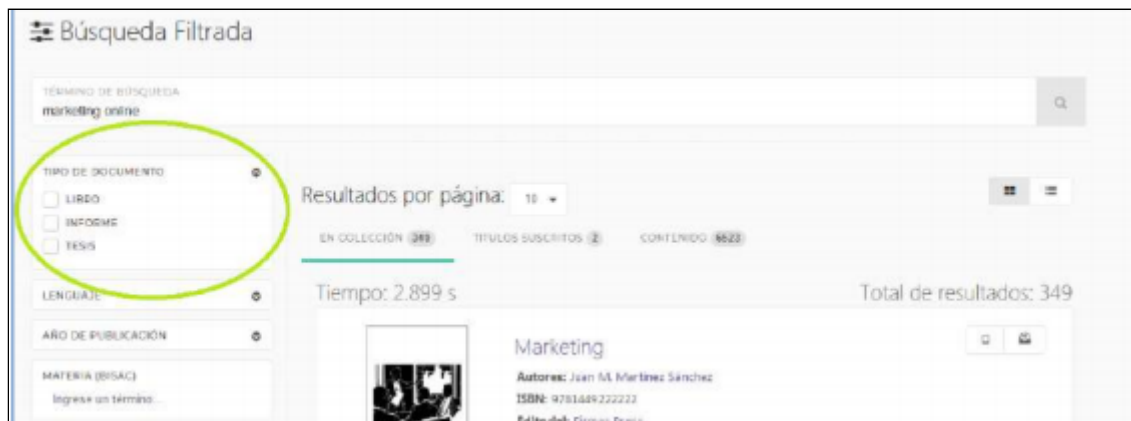 Búsqueda Filtrada
TÉRMINO DE BÚSQUEDA
marketing online
TIPO DE DOCUMENTO
LIBRO
INFORME
TESIS
LENGUAJE
AÑO DE PUBLICACIÓN
MATERIA (BISAC)
Ingrese un término...
Resultados por página: 10
EN COLECCIÓN 349 TITULOS SUSCRITOS 2 CONTENIDO 6623
Tiempo: 2.899 s Total de resultados: 349
Marketing
Autores: Juan M. Martínez Sánchez
ISBN: 9781449222222